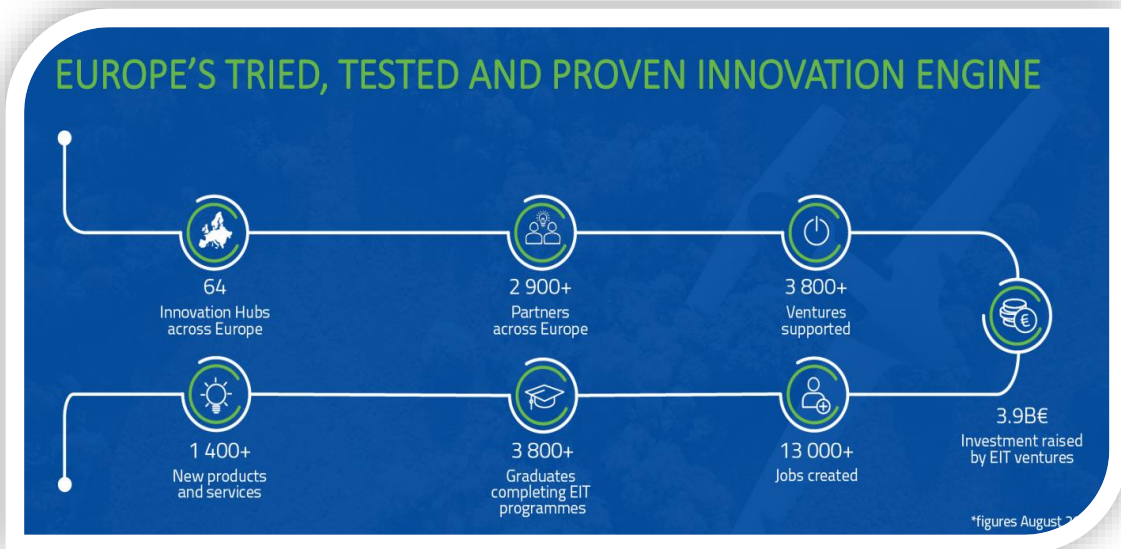 EUROPE'S TRIED, TESTED AND PROVEN INNOVATION ENGINE
64
Innovation Hubs
across Europe
2 900+
Partners
across Europe
3 800+
Ventures
supported
3.9B€
Investment raised
by EIT ventures
13 000+
Jobs created
3 800+
Graduates
completing EIT
programmes
1 400+
New products
and services
*figures August